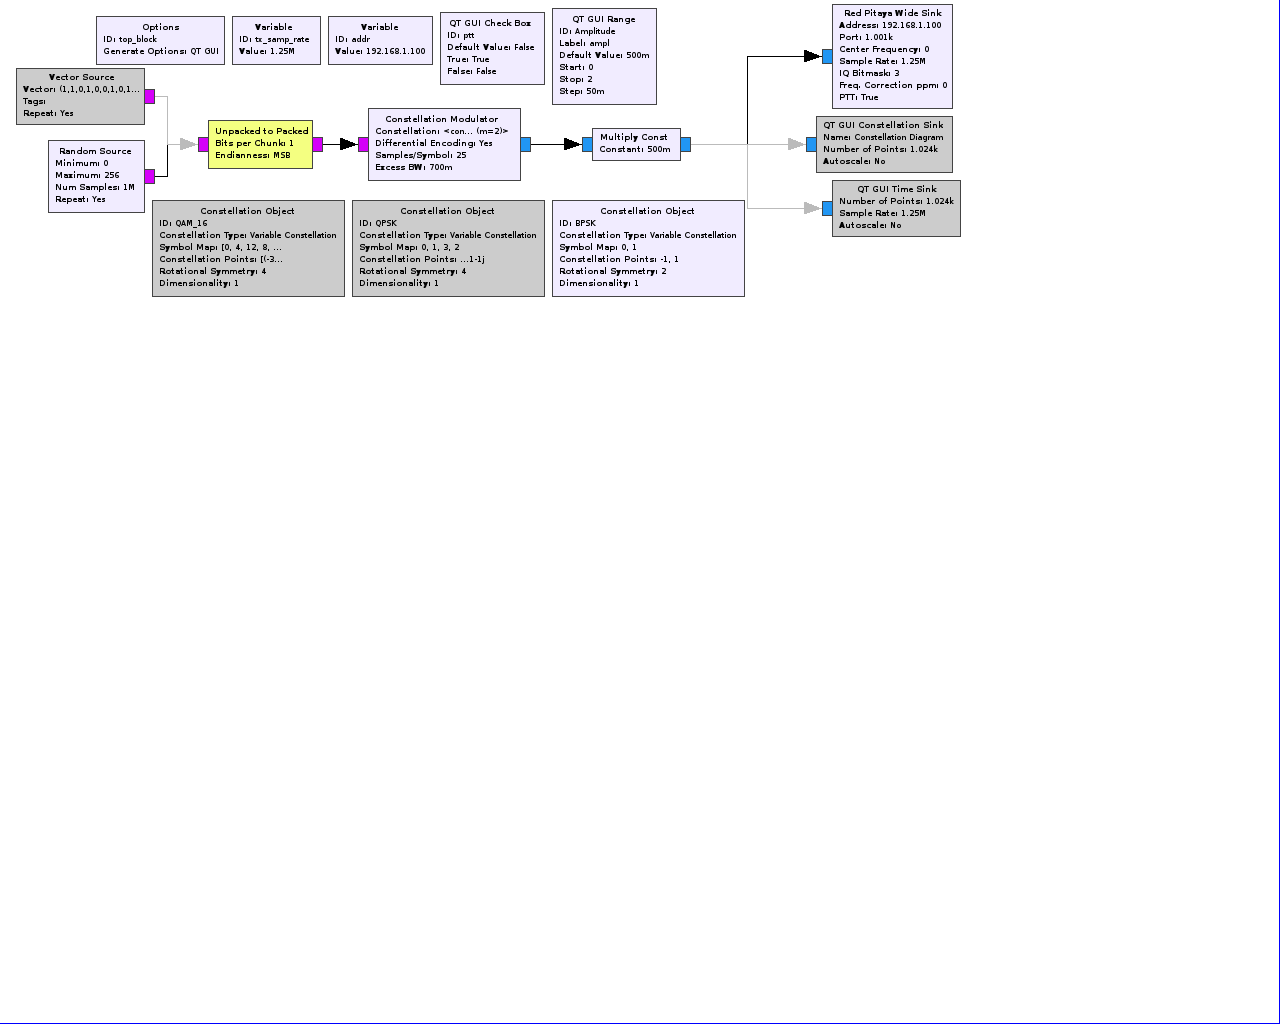 Options
ID: top_block
Generate Options: QT GUI
Variable
ID: tx_samp_rate
Value: 1.25M
Variable
ID: addr
Value: 192.168.1.100
QT GUI Check Box
ID: ptt
Default Value: False
True: True
False: False
QT GUI Range
ID: Amplitude
Label: ampl
Default Value: 500m
Start: 0
Stop: 2
Step: 50m
Red Pitaya Wide Sink
Address: 192.168.1.100
Port: 1.001k
Center Frequency: 0
Sample Rate: 1.25M
IQ Bitmask: 3
Freq. Correction ppm: 0
PTT: True
Vector Source
Vector: (1,1,0,1,0,0,1,0,1...
Tags:
Repeat: Yes
Random Source
Minimum: 0
Maximum: 256
Num Samples: 1M
Repeat: Yes
Unpacked to Packed
Bits per Chunk: 1
Endianness: MSB
Constellation Modulator
Constellation: <con... (m=2)>
Differential Encoding: Yes
Samples/Symbol: 25
Excess BW: 700m
Multiply Const
Constant: 500m
QT GUI Constellation Sink
Name: Constellation Diagram
Number of Points: 1.024k
Autoscale: No
QT GUI Time Sink
Number of Points: 1.024k
Sample Rate: 1.25M
Autoscale: No
Constellation Object
ID: QAM_16
Constellation Type: Variable Constellation
Symbol Map: [0, 4, 12, 8, ...
Constellation Points: [(-3...
Rotational Symmetry: 4
Dimensionality: 1
Constellation Object
ID: QPSK
Constellation Type: Variable Constellation
Symbol Map: 0, 1, 3, 2
Constellation Points: ...1-1j
Rotational Symmetry: 4
Dimensionality: 1
Constellation Object
ID: BPSK
Constellation Type: Variable Constellation
Symbol Map: 0, 1
Constellation Points: -1, 1
Rotational Symmetry: 2
Dimensionality: 1